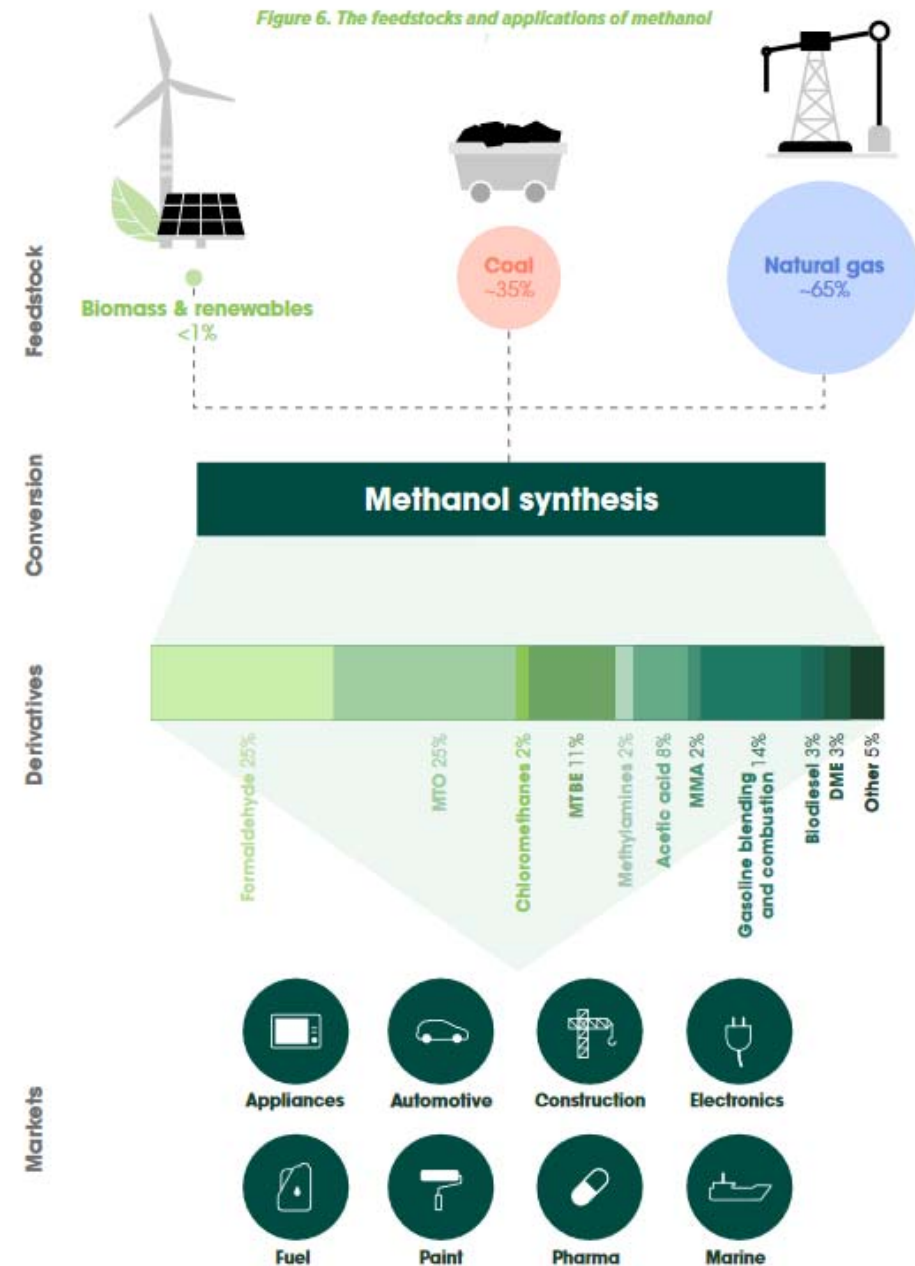 Figure 6. The feedstocks and applications of methanol
Feedstock
Biomass & renewables
<1%
Coal
~35%
Natural gas
~65%
Conversion
Methanol synthesis
Derivatives
Formaldehyde 25%
MTO 25%
Chloromethanes 2%
MTBE 11%
Methylamines 2%
Acetic acid 8%
MMA 2%
Gasoline blending
and combustion 14%
Biodiesel 3%
DME 3%
Other 5%
Markets
Appliances
Automotive
Construction
Electronics
Fuel
Paint
Pharma
Marine